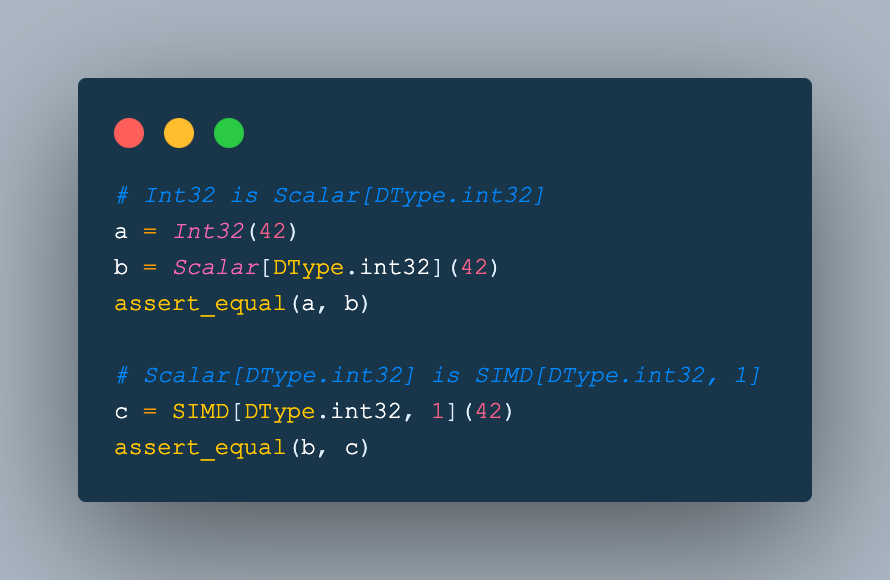 # Int32 is Scalar[DType.int32]
a = Int32(42)
b = Scalar[DType.int32](42)
assert_equal(a, b)
# Scalar[DType.int32] is SIMD[DType.int32, 1]
c = SIMD[DType.int32, 1](42)
assert_equal(b, c)